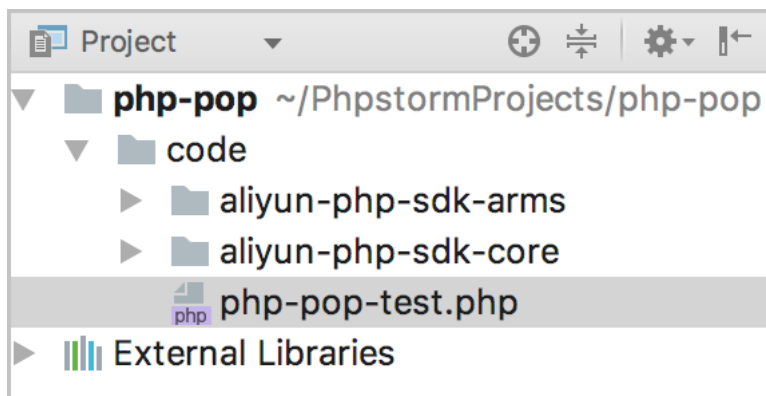 Project
php-pop ~/PhpstormProjects/php-pop
code
aliyun-php-sdk-arms
aliyun-php-sdk-core
php php-pop-test.php
External Libraries